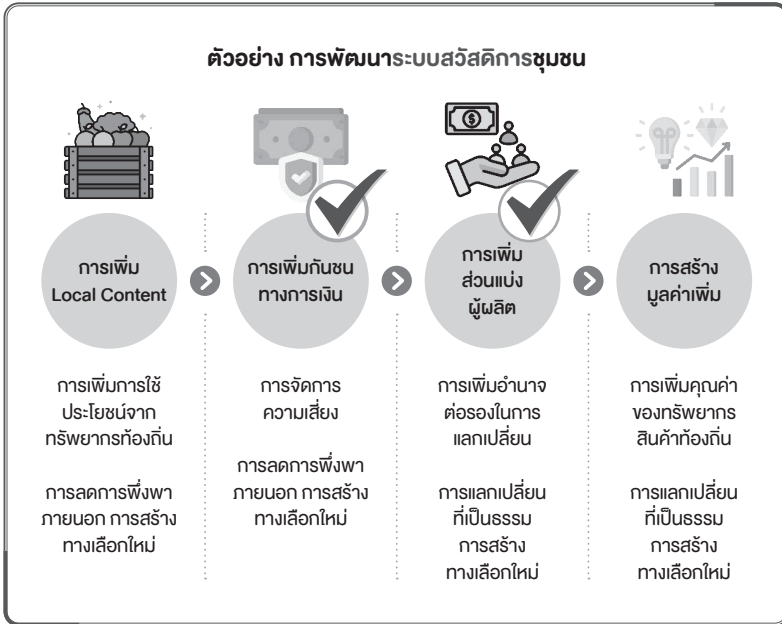 ตัวอย่าง การพัฒนาระบบสวัสดิการชุมชน
การเพิ่ม
Local Content
การเพิ่มกันชน
ทางการเงิน
การเพิ่ม
ส่วนแบ่ง
ผู้ผลิต
การสร้าง
มูลค่าเพิ่ม
การเพิ่มการใช้
ประโยชน์จาก
ทรัพยากรท้องถิ่น
การลดการพึ่งพา
ภายนอก การสร้าง
ทางเลือกใหม่
การจัดการ
ความเสี่ยง
การลดการพึ่งพา
ภายนอก การสร้าง
ทางเลือกใหม่
การเพิ่มอำนาจ
ต่อรองในการ
แลกเปลี่ยน
การแลกเปลี่ยน
ที่เป็นธรรม
การสร้าง
ทางเลือกใหม่
การเพิ่มคุณค่า
ของทรัพยากร
สินค้าท้องถิ่น
การแลกเปลี่ยน
ที่เป็นธรรม
การสร้าง
ทางเลือกใหม่